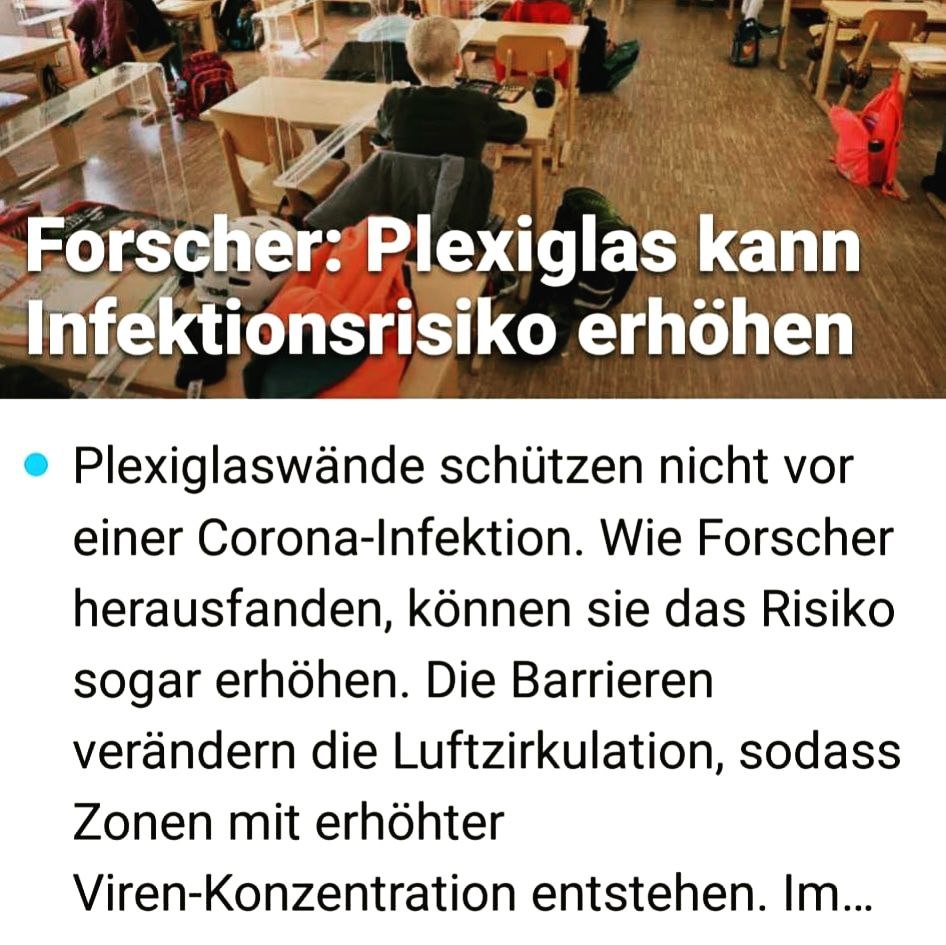 Forscher: Plexiglas kann
Infektionsrisiko erhöhen
Plexiglaswände schützen nicht vor
einer Corona-Infektion. Wie Forscher
herausfanden, können sie das Risiko
sogar erhöhen. Die Barrieren
verändern die Luftzirkulation, sodass
Zonen mit erhöhter
Viren-Konzentration entstehen. Im...